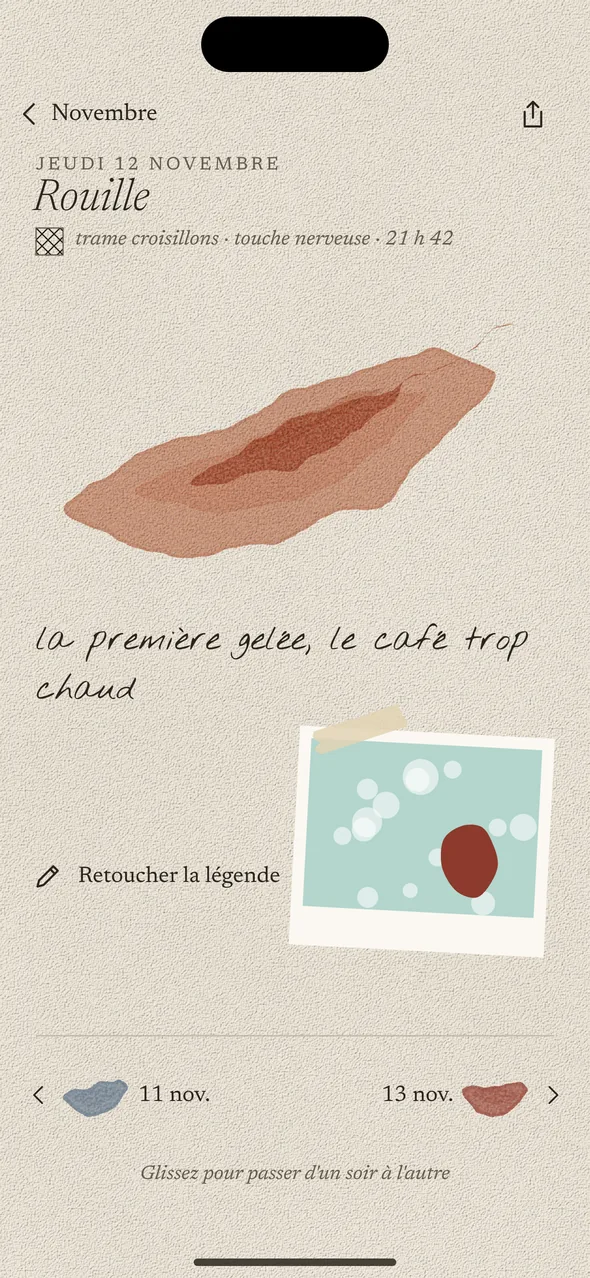 Novembre
JEUDI 12 NOVEMBRE
Rouille
trame croisillons · touche nerveuse · 21 h 42
la première gelée, le café trop
chaud
Retoucher la légende
11 nov.
13 nov.
Glissez pour passer d'un soir à l'autre